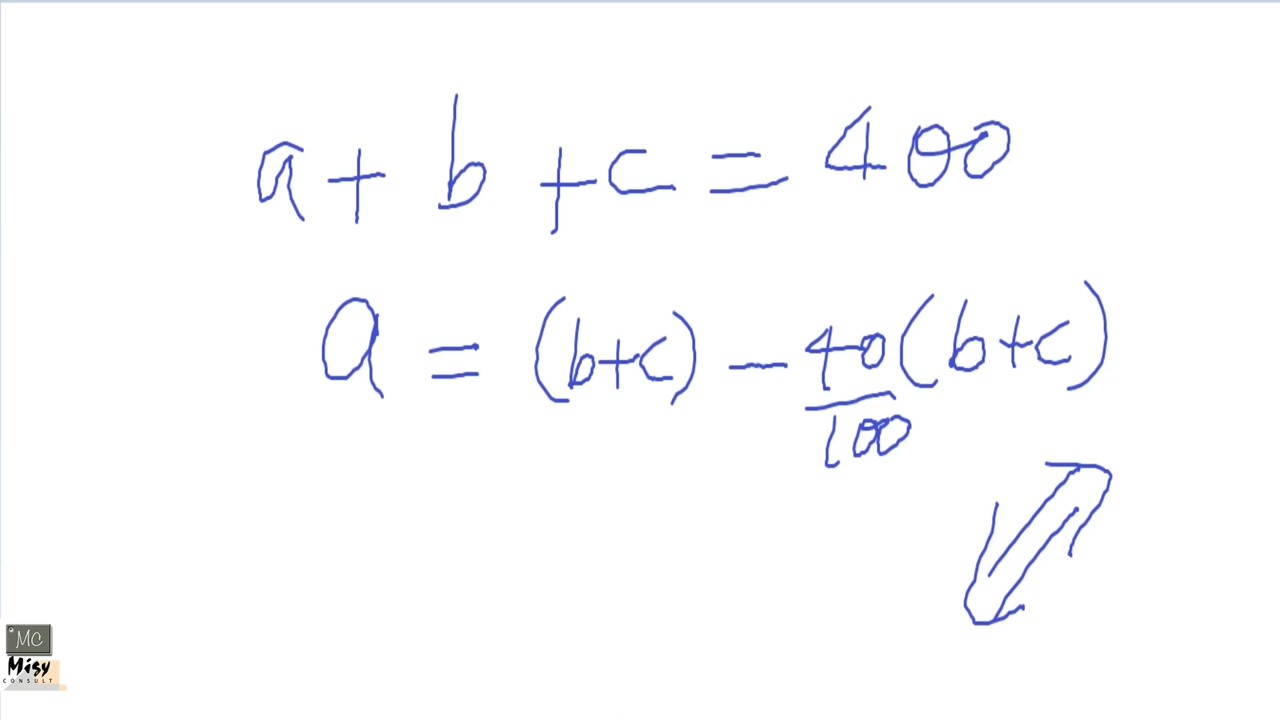 a + b + c = 400
a = (b+c) - 40/100 (b+c)
MC
Misy
CONSULT